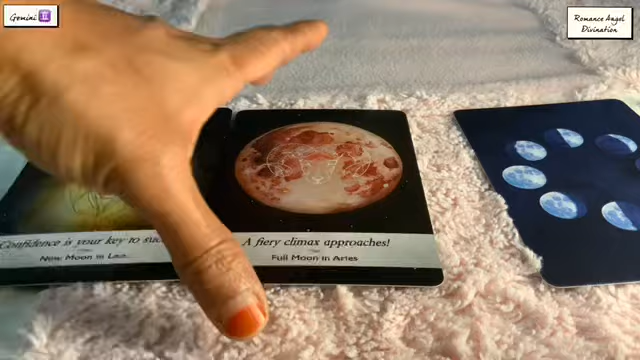 Gemini ♊
Romance Angel
Divination
Confidence is your key to suc
New Moon in Leo
A fiery climax approaches!
Full Moon in Aries